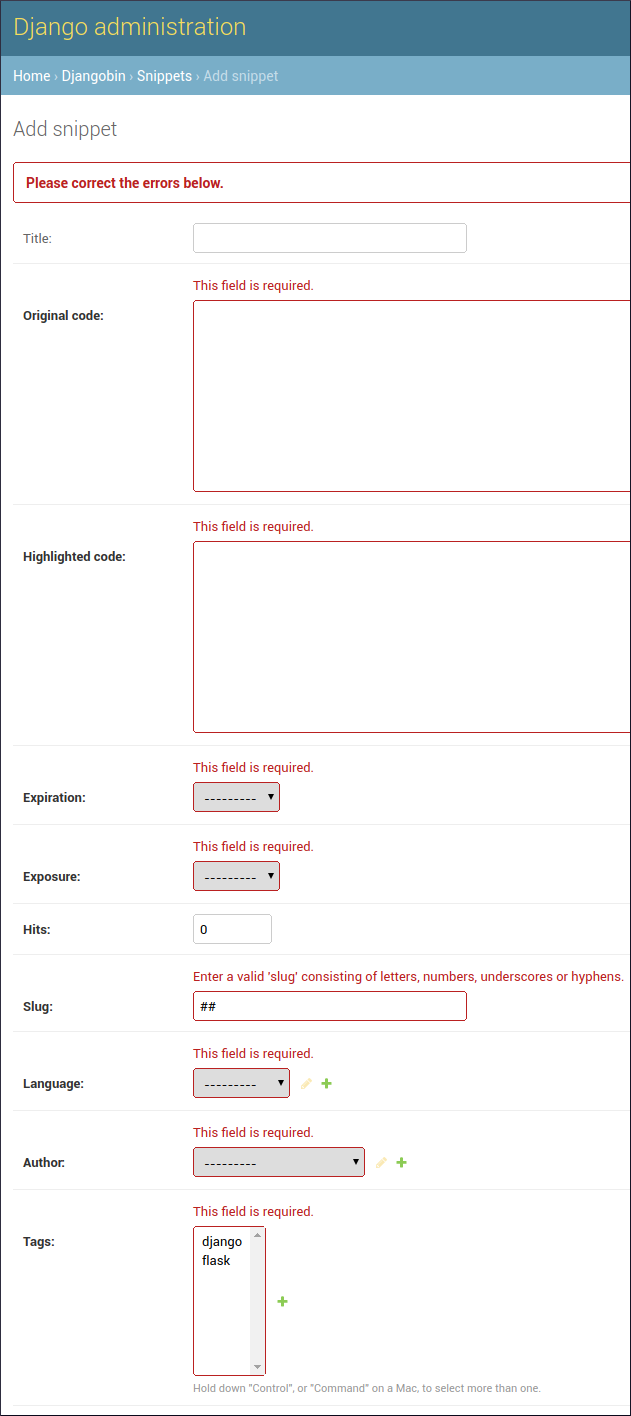 Django administration
Home › Djangobin › Snippets › Add snippet
Add snippet
Please correct the errors below.
Title:
This field is required.
Original code:
This field is required.
Highlighted code:
This field is required.
Expiration: ---------
This field is required.
Exposure: ---------
Hits: 0
Enter a valid 'slug' consisting of letters, numbers, underscores or hyphens.
Slug: ##
This field is required.
Language: ---------
This field is required.
Author: ---------
This field is required.
Tags: django
flask
Hold down "Control", or "Command" on a Mac, to select more than one.